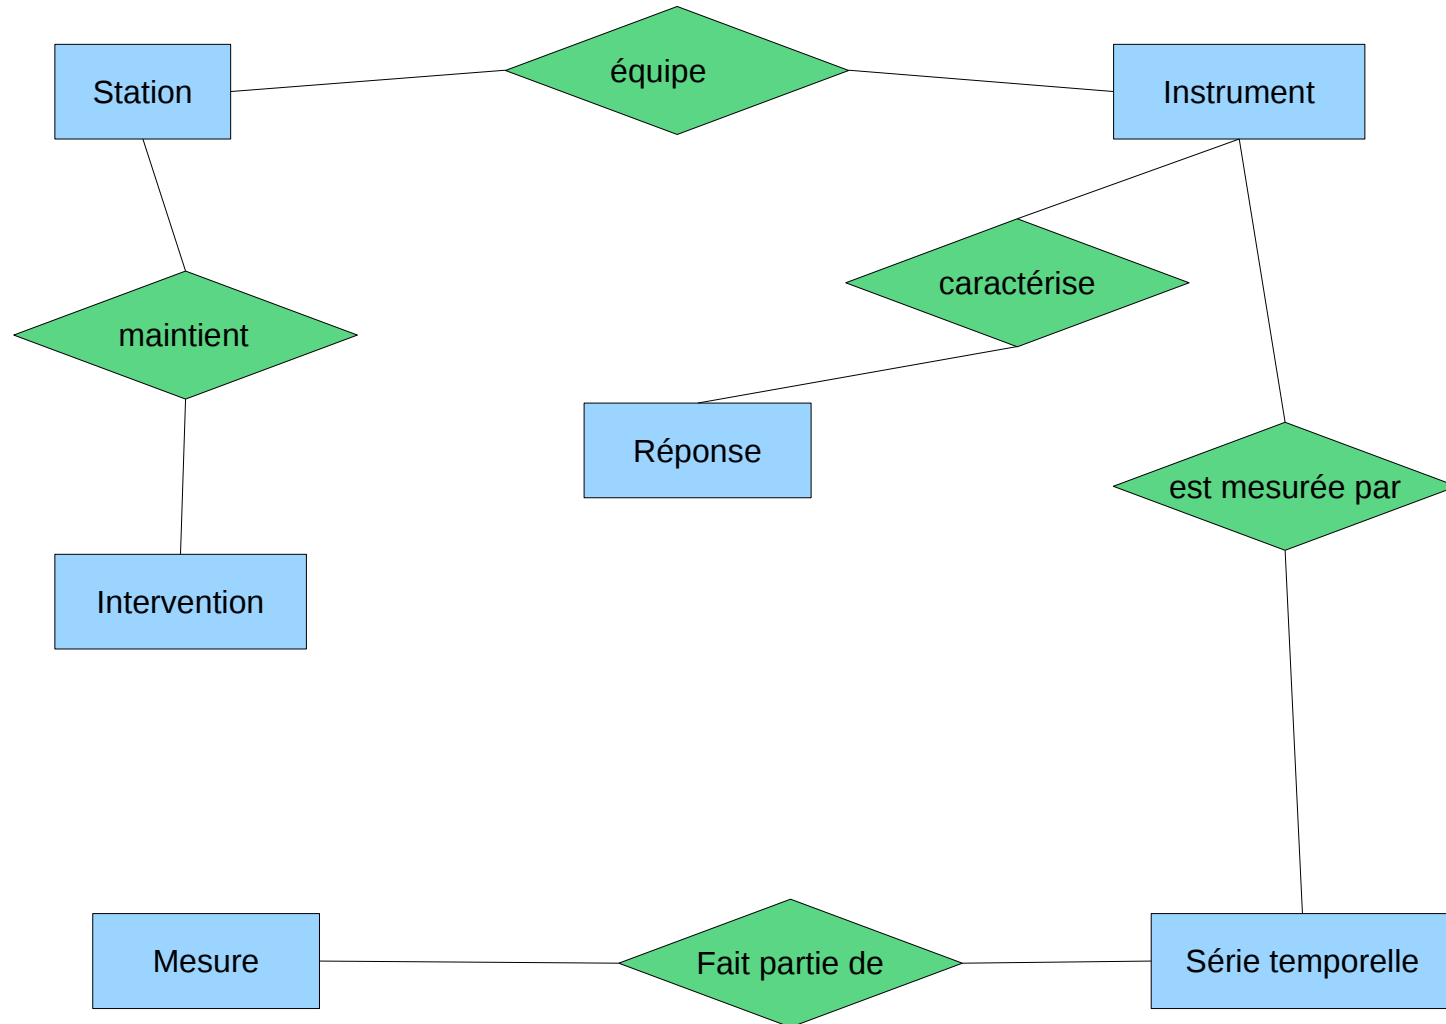 Station
équipe
Instrument
caractérise
maintient
Réponse
est mesurée par
Intervention
Mesure
Fait partie de
Série temporelle